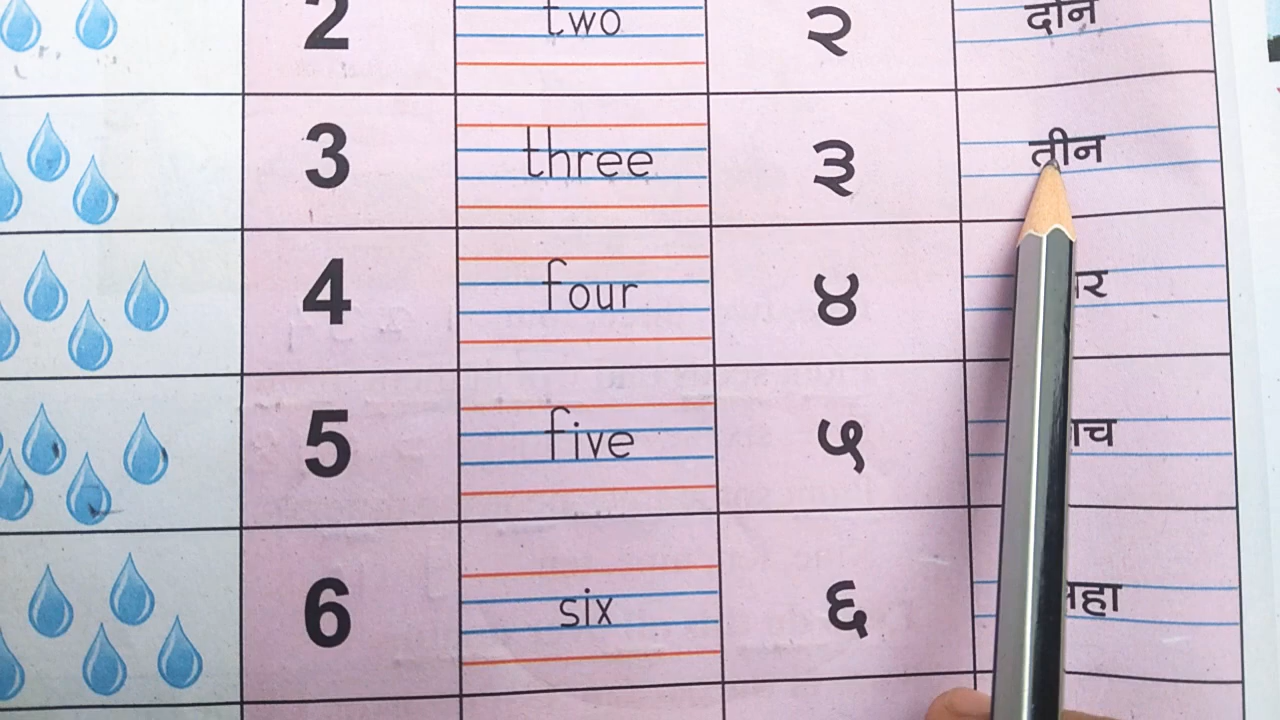 2 two २ दोन
3 three ३ तीन
4 four ४
5 five ५
6 six ६